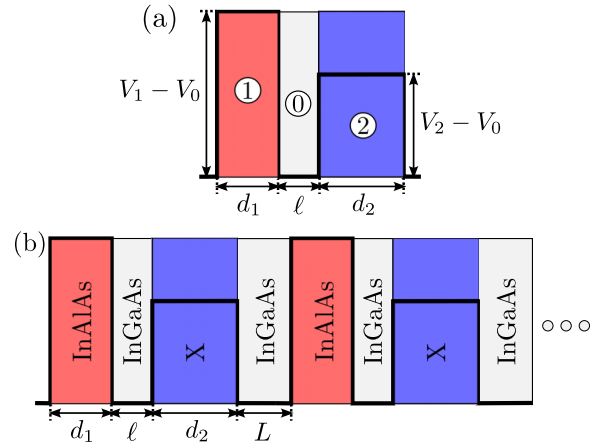 (a)
V₁ − V₀
1
0
2
V₂ − V₀
d₁
ℓ
d₂
(b)
InAlAs
InGaAs
X
InGaAs
InAlAs
InGaAs
X
InGaAs
d₁
ℓ
d₂
L